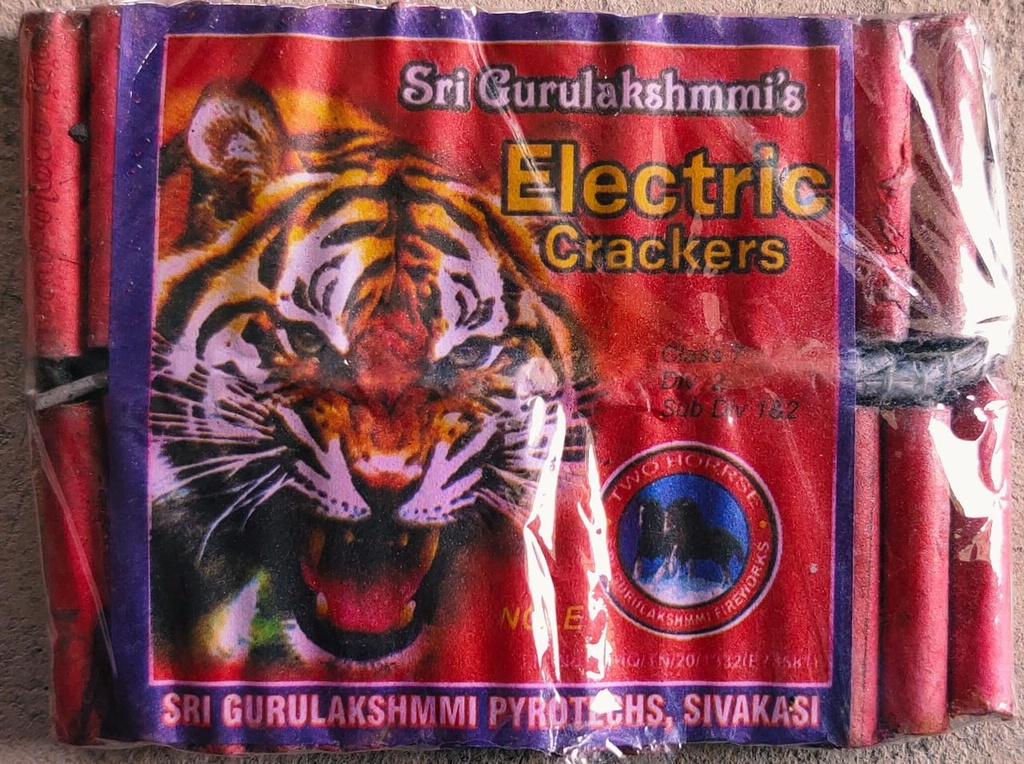 Sri Gurulakshmmi's
Electric
Crackers
Class 7
Div 2
Sub Div 1&2
TWO HORSE
GURULAKSHMMI FIREWORKS
SRI GURULAKSHMMI PYROTECHS, SIVAKASI